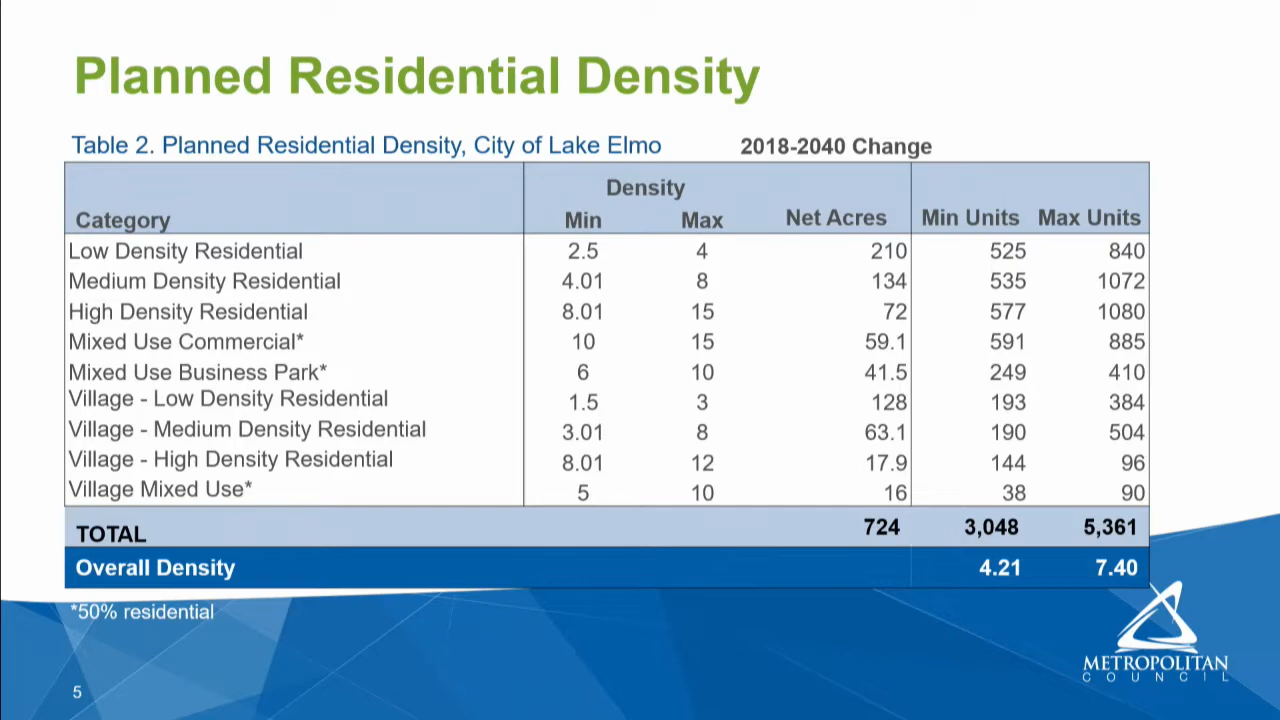 Planned Residential Density
Table 2. Planned Residential Density, City of Lake Elmo 2018-2040 Change
Density
Category Min Max Net Acres Min Units Max Units
Low Density Residential 2.5 4 210 525 840
Medium Density Residential 4.01 8 134 535 1072
High Density Residential 8.01 15 72 577 1080
Mixed Use Commercial* 10 15 59.1 591 885
Mixed Use Business Park* 6 10 41.5 249 410
Village - Low Density Residential 1.5 3 128 193 384
Village - Medium Density Residential 3.01 8 63.1 190 504
Village - High Density Residential 8.01 12 17.9 144 96
Village Mixed Use* 5 10 16 38 90
TOTAL 724 3,048 5,361
Overall Density 4.21 7.40
*50% residential
METROPOLITAN
COUNCIL
5